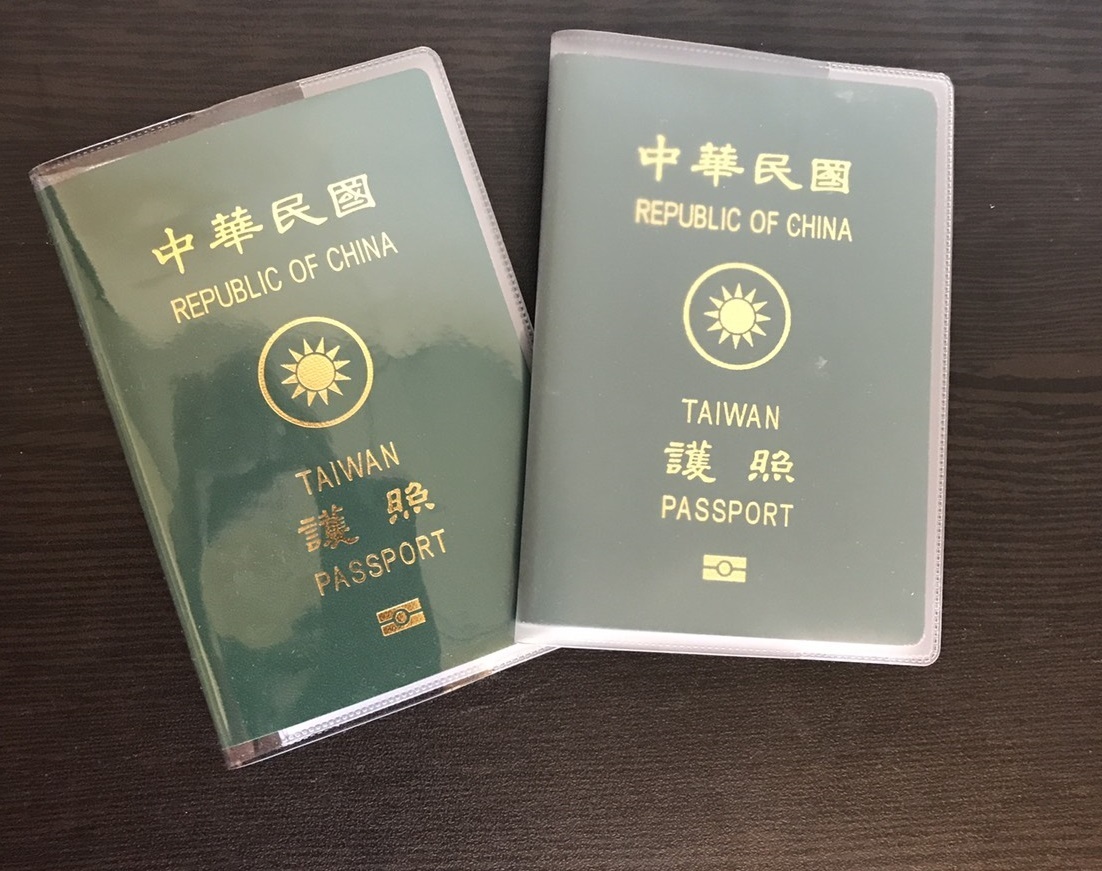 中華民國
REPUBLIC OF CHINA
TAIWAN
護照
PASSPORT
中華民國
REPUBLIC OF CHINA
TAIWAN
護照
PASSPORT